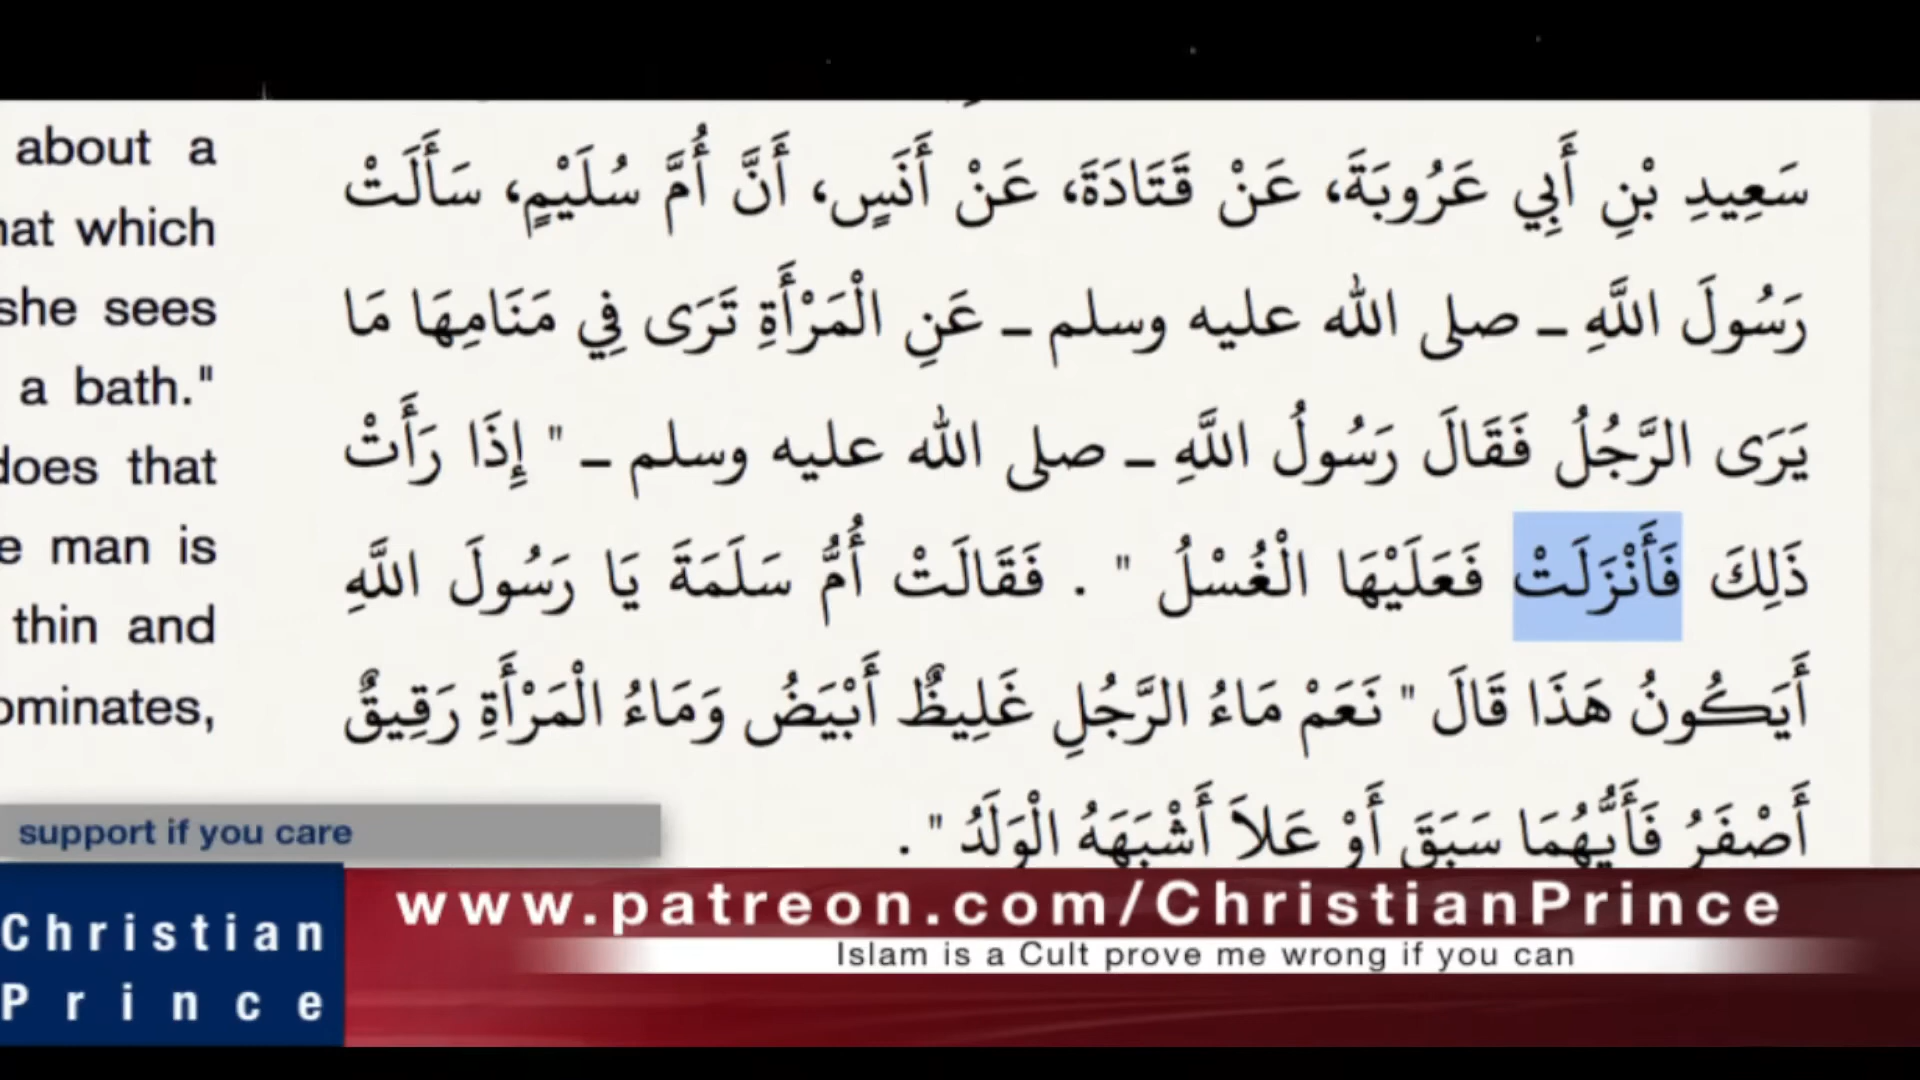 about a
hat which
she sees
a bath."
does that
e man is
thin and
ominates,
سَعِيدِ بْنِ أَبِي عَرُوبَةَ، عَنْ قَتَادَةَ، عَنْ أَنَسٍ، أَنَّ أُمَّ سُلَيْمٍ، سَأَلَتْ
رَسُولَ اللَّهِ ـ صلى الله عليه وسلم ـ عَنِ الْمَرْأَةِ تَرَى فِي مَنَامِهَا مَا
يَرَى الرَّجُلُ فَقَالَ رَسُولُ اللَّهِ ـ صلى الله عليه وسلم ـ " إِذَا رَأَتْ
ذَلِكَ فَأَنْزَلَتْ فَعَلَيْهَا الْغُسْلُ " . فَقَالَتْ أُمُّ سَلَمَةَ يَا رَسُولَ اللَّهِ
أَيَكُونُ هَذَا قَالَ " نَعَمْ مَاءُ الرَّجُلِ غَلِيظٌ أَبْيَضُ وَمَاءُ الْمَرْأَةِ رَقِيقٌ
أَصْفَرُ فَأَيُّهُمَا سَبَقَ أَوْ عَلاَ أَشْبَهَهُ الْوَلَدُ " .
support if you care
Christian
Prince
www.patreon.com/ChristianPrince
Islam is a Cult prove me wrong if you can